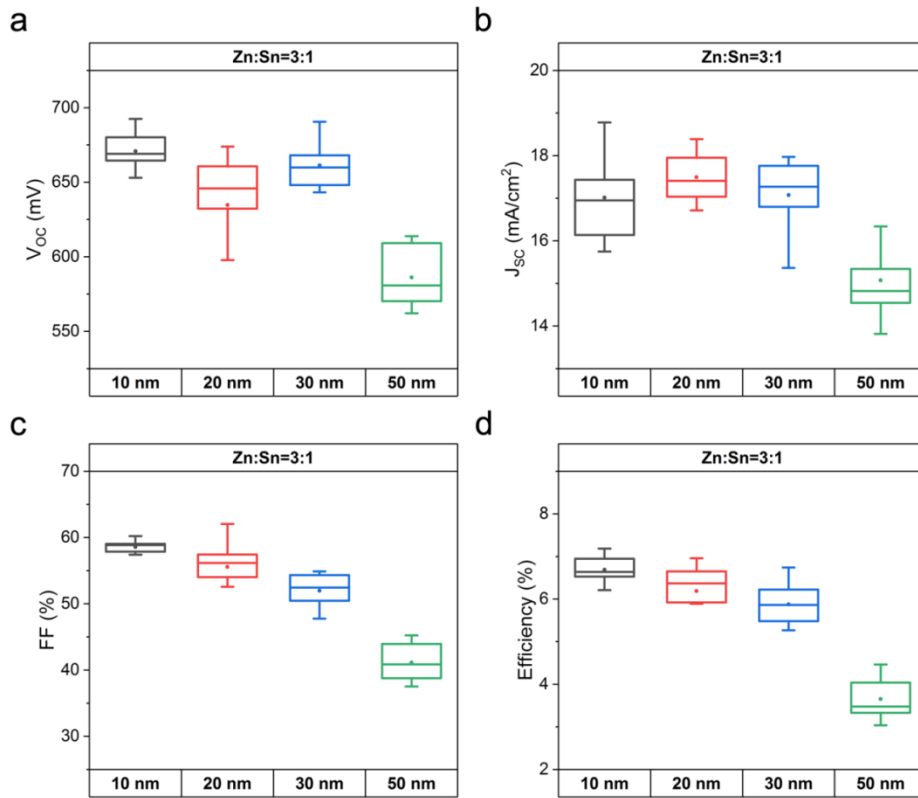 a
Zn:Sn=3:1
700
650
600
550
V_OC (mV)
10 nm 20 nm 30 nm 50 nm
b
Zn:Sn=3:1
20
18
16
14
J_SC (mA/cm²)
10 nm 20 nm 30 nm 50 nm
c
Zn:Sn=3:1
70
60
50
40
30
FF (%)
10 nm 20 nm 30 nm 50 nm
d
Zn:Sn=3:1
8
6
4
2
Efficiency (%)
10 nm 20 nm 30 nm 50 nm